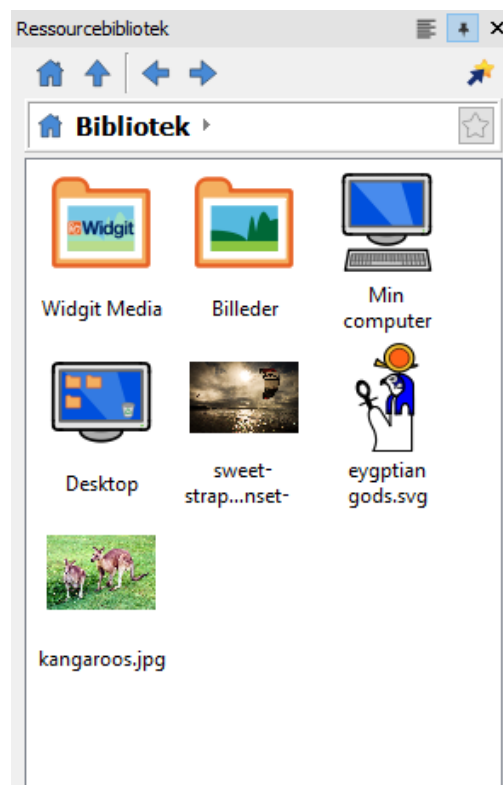 Ressourcebibliotek
Bibliotek
Widgit
Widgit Media
Billeder
Min
computer
Desktop
sweet-
strap...nset-
eygptian
gods.svg
kangaroos.jpg